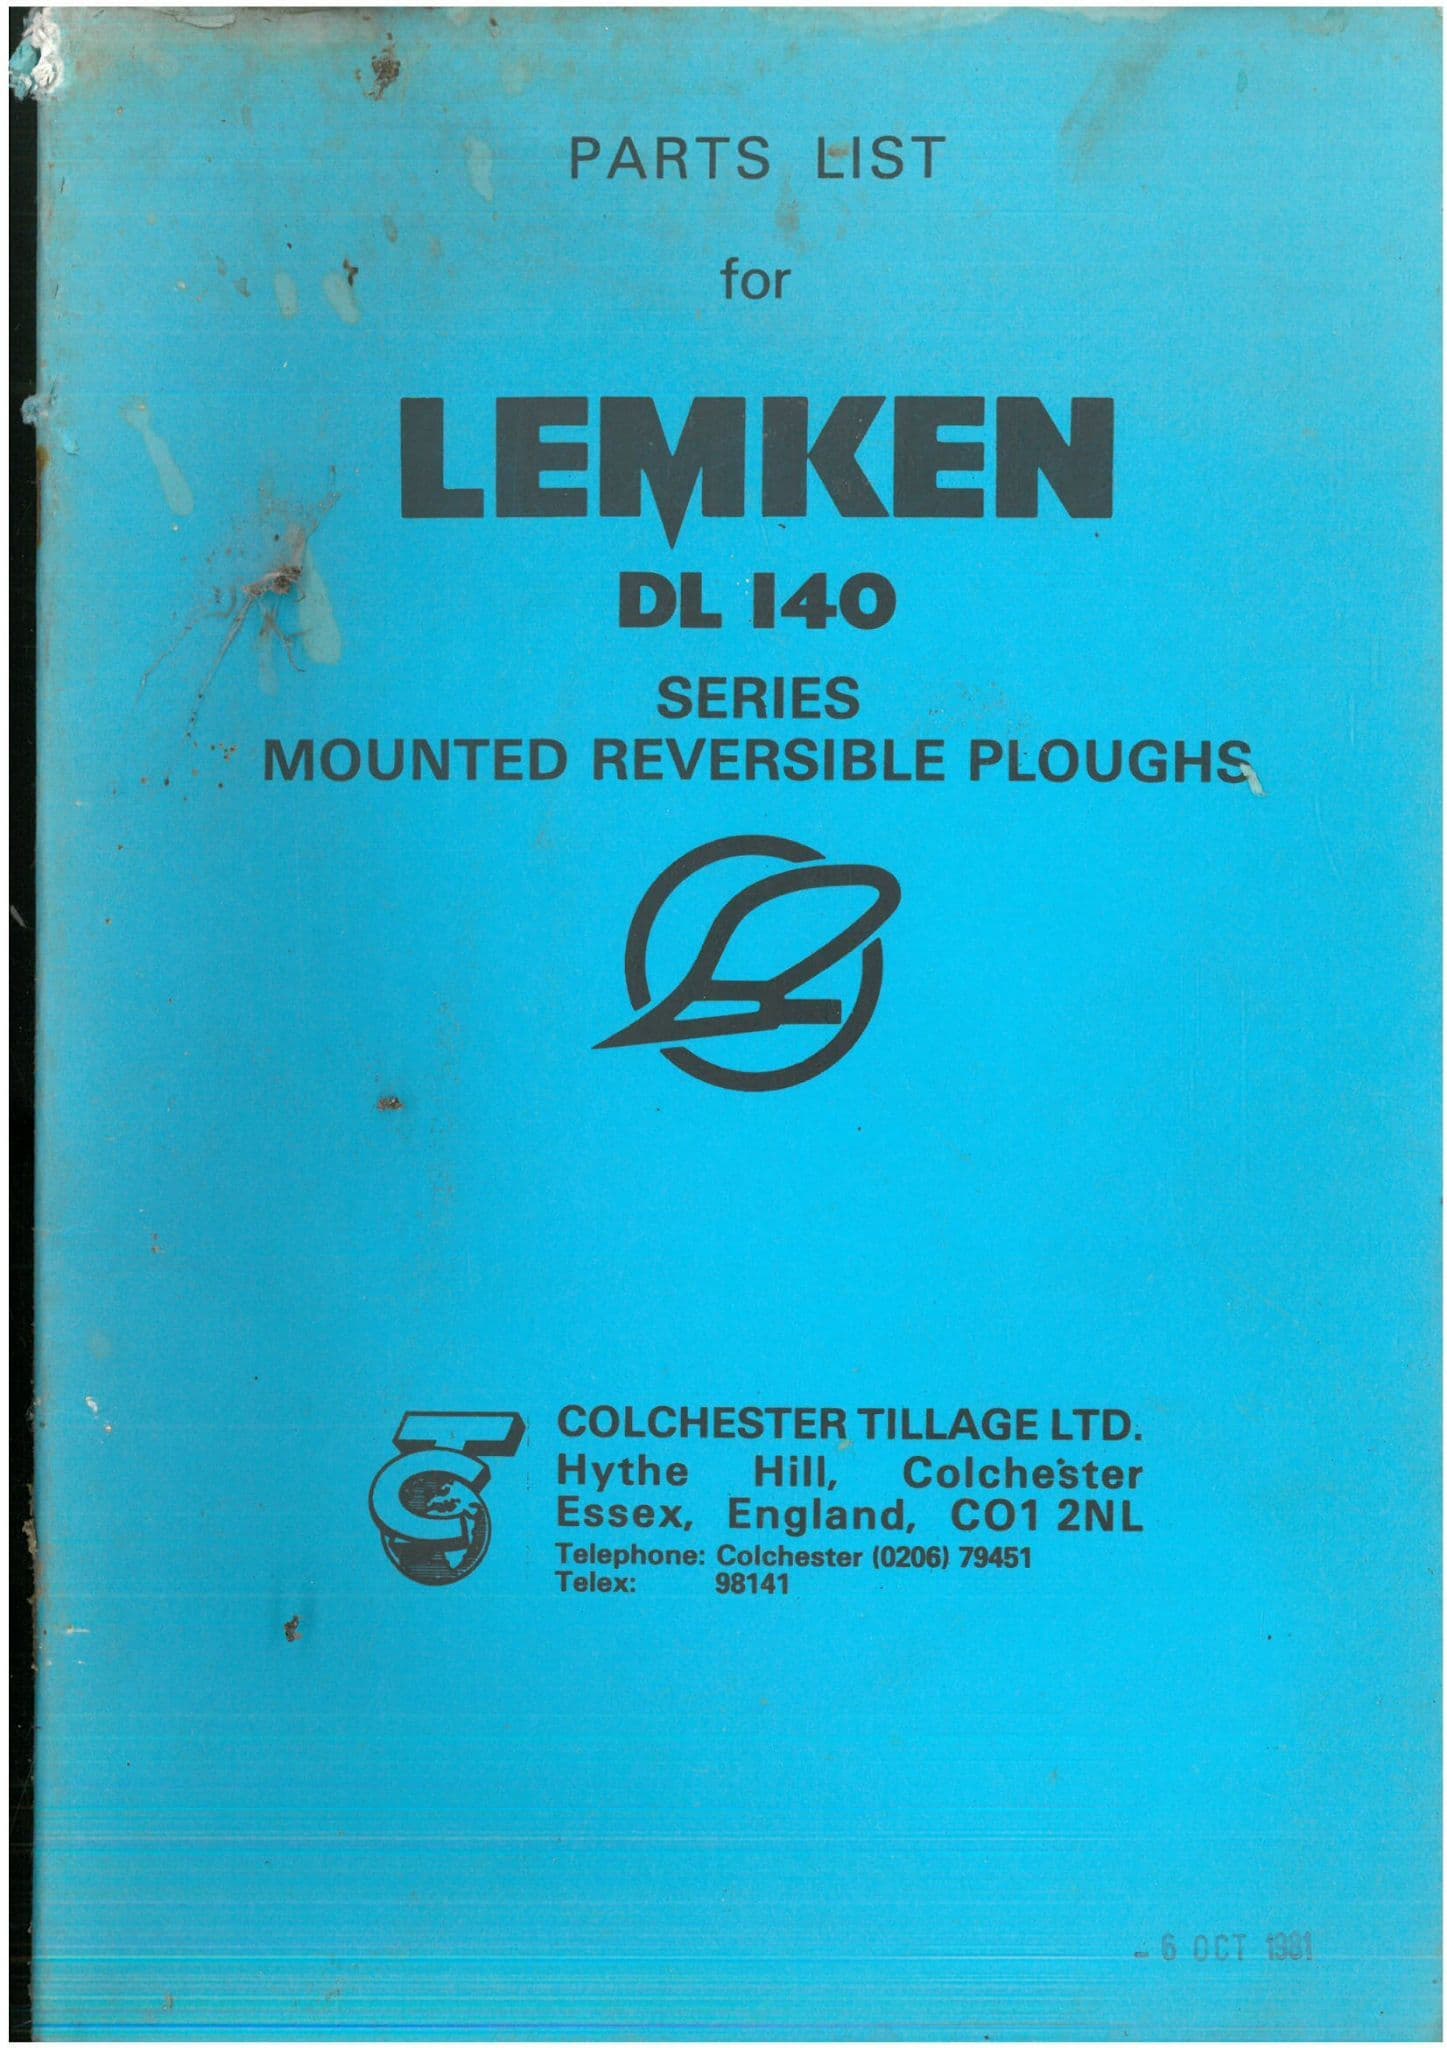 PARTS LIST
for
LEMKEN
DL 140
SERIES
MOUNTED REVERSIBLE PLOUGHS
COLCHESTER TILLAGE LTD.
Hythe Hill, Colchester
Essex, England, CO1 2NL
Telephone: Colchester (0206) 79451
Telex: 98141
- 6 OCT 1981